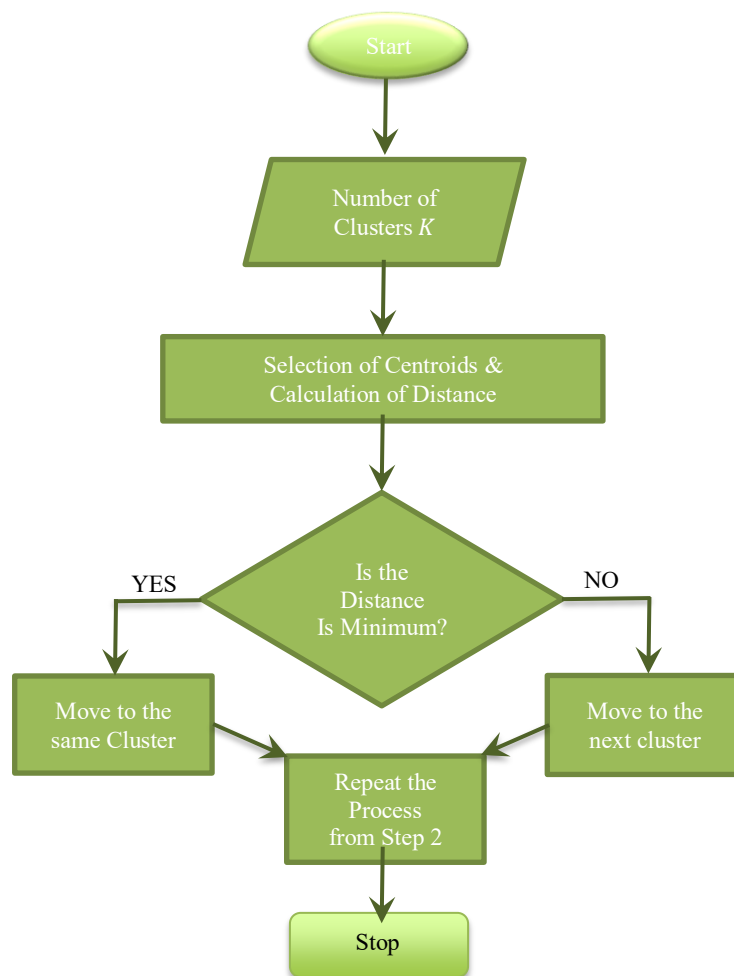 Start
Number of
Clusters K
Selection of Centroids &
Calculation of Distance
Is the
Distance
Is Minimum?
YES
NO
Move to the
same Cluster
Move to the
next cluster
Repeat the
Process
from Step 2
Stop